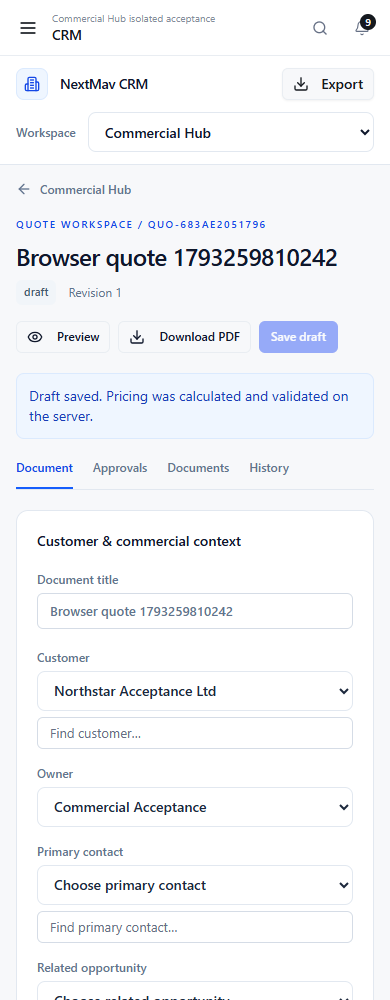 Commercial Hub isolated acceptance
CRM
9
NextMav CRM
Export
Workspace
Commercial Hub
Commercial Hub
QUOTE WORKSPACE / QUO-683AE2051796
Browser quote 1793259810242
draft
Revision 1
Preview
Download PDF
Save draft
Draft saved. Pricing was calculated and validated on
the server.
Document
Approvals
Documents
History
Customer & commercial context
Document title
Browser quote 1793259810242
Customer
Northstar Acceptance Ltd
Find customer...
Owner
Commercial Acceptance
Primary contact
Choose primary contact
Find primary contact...
Related opportunity
Choose related opportunity